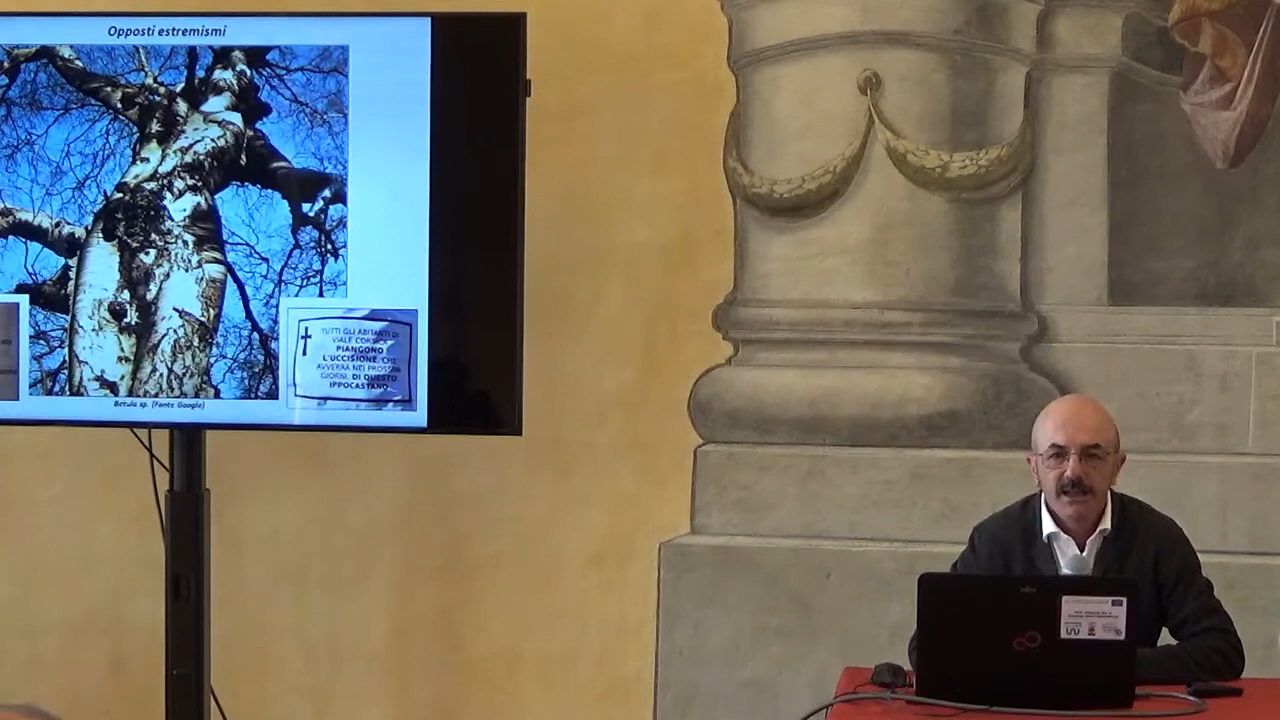 Opposti estremismi
TUTTI GLI ABITANTI DI
VIALE CORSICA
PIANGONO
L'UCCISIONE, CHE
AVVERRÀ NEI PROSSIMI
GIORNI, DI QUESTO
IPPOCASTANO
Betula sp. (Fonte Google)